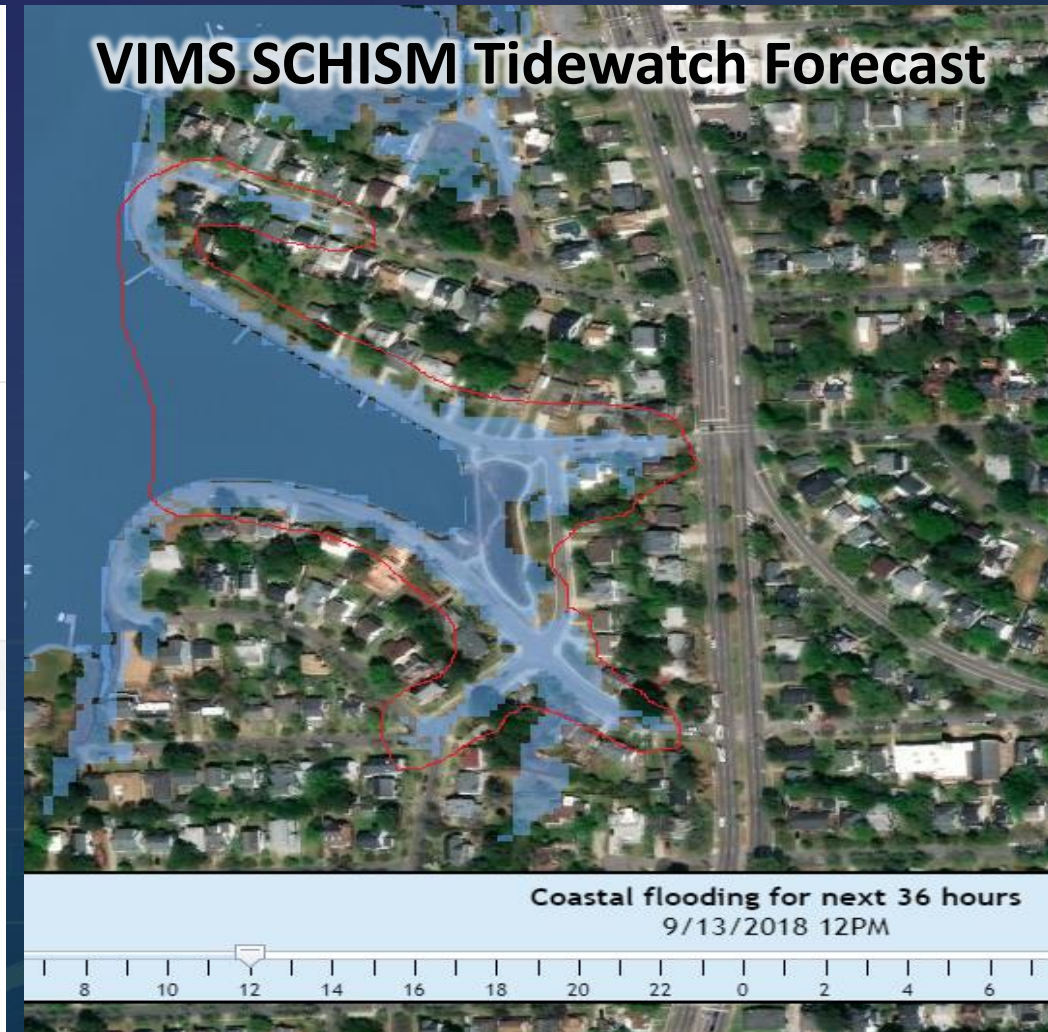 VIMS SCHISM Tidewatch Forecast
Coastal flooding for next 36 hours
9/13/2018 12PM
8 10 12 14 16 18 20 22 0 2 4 6